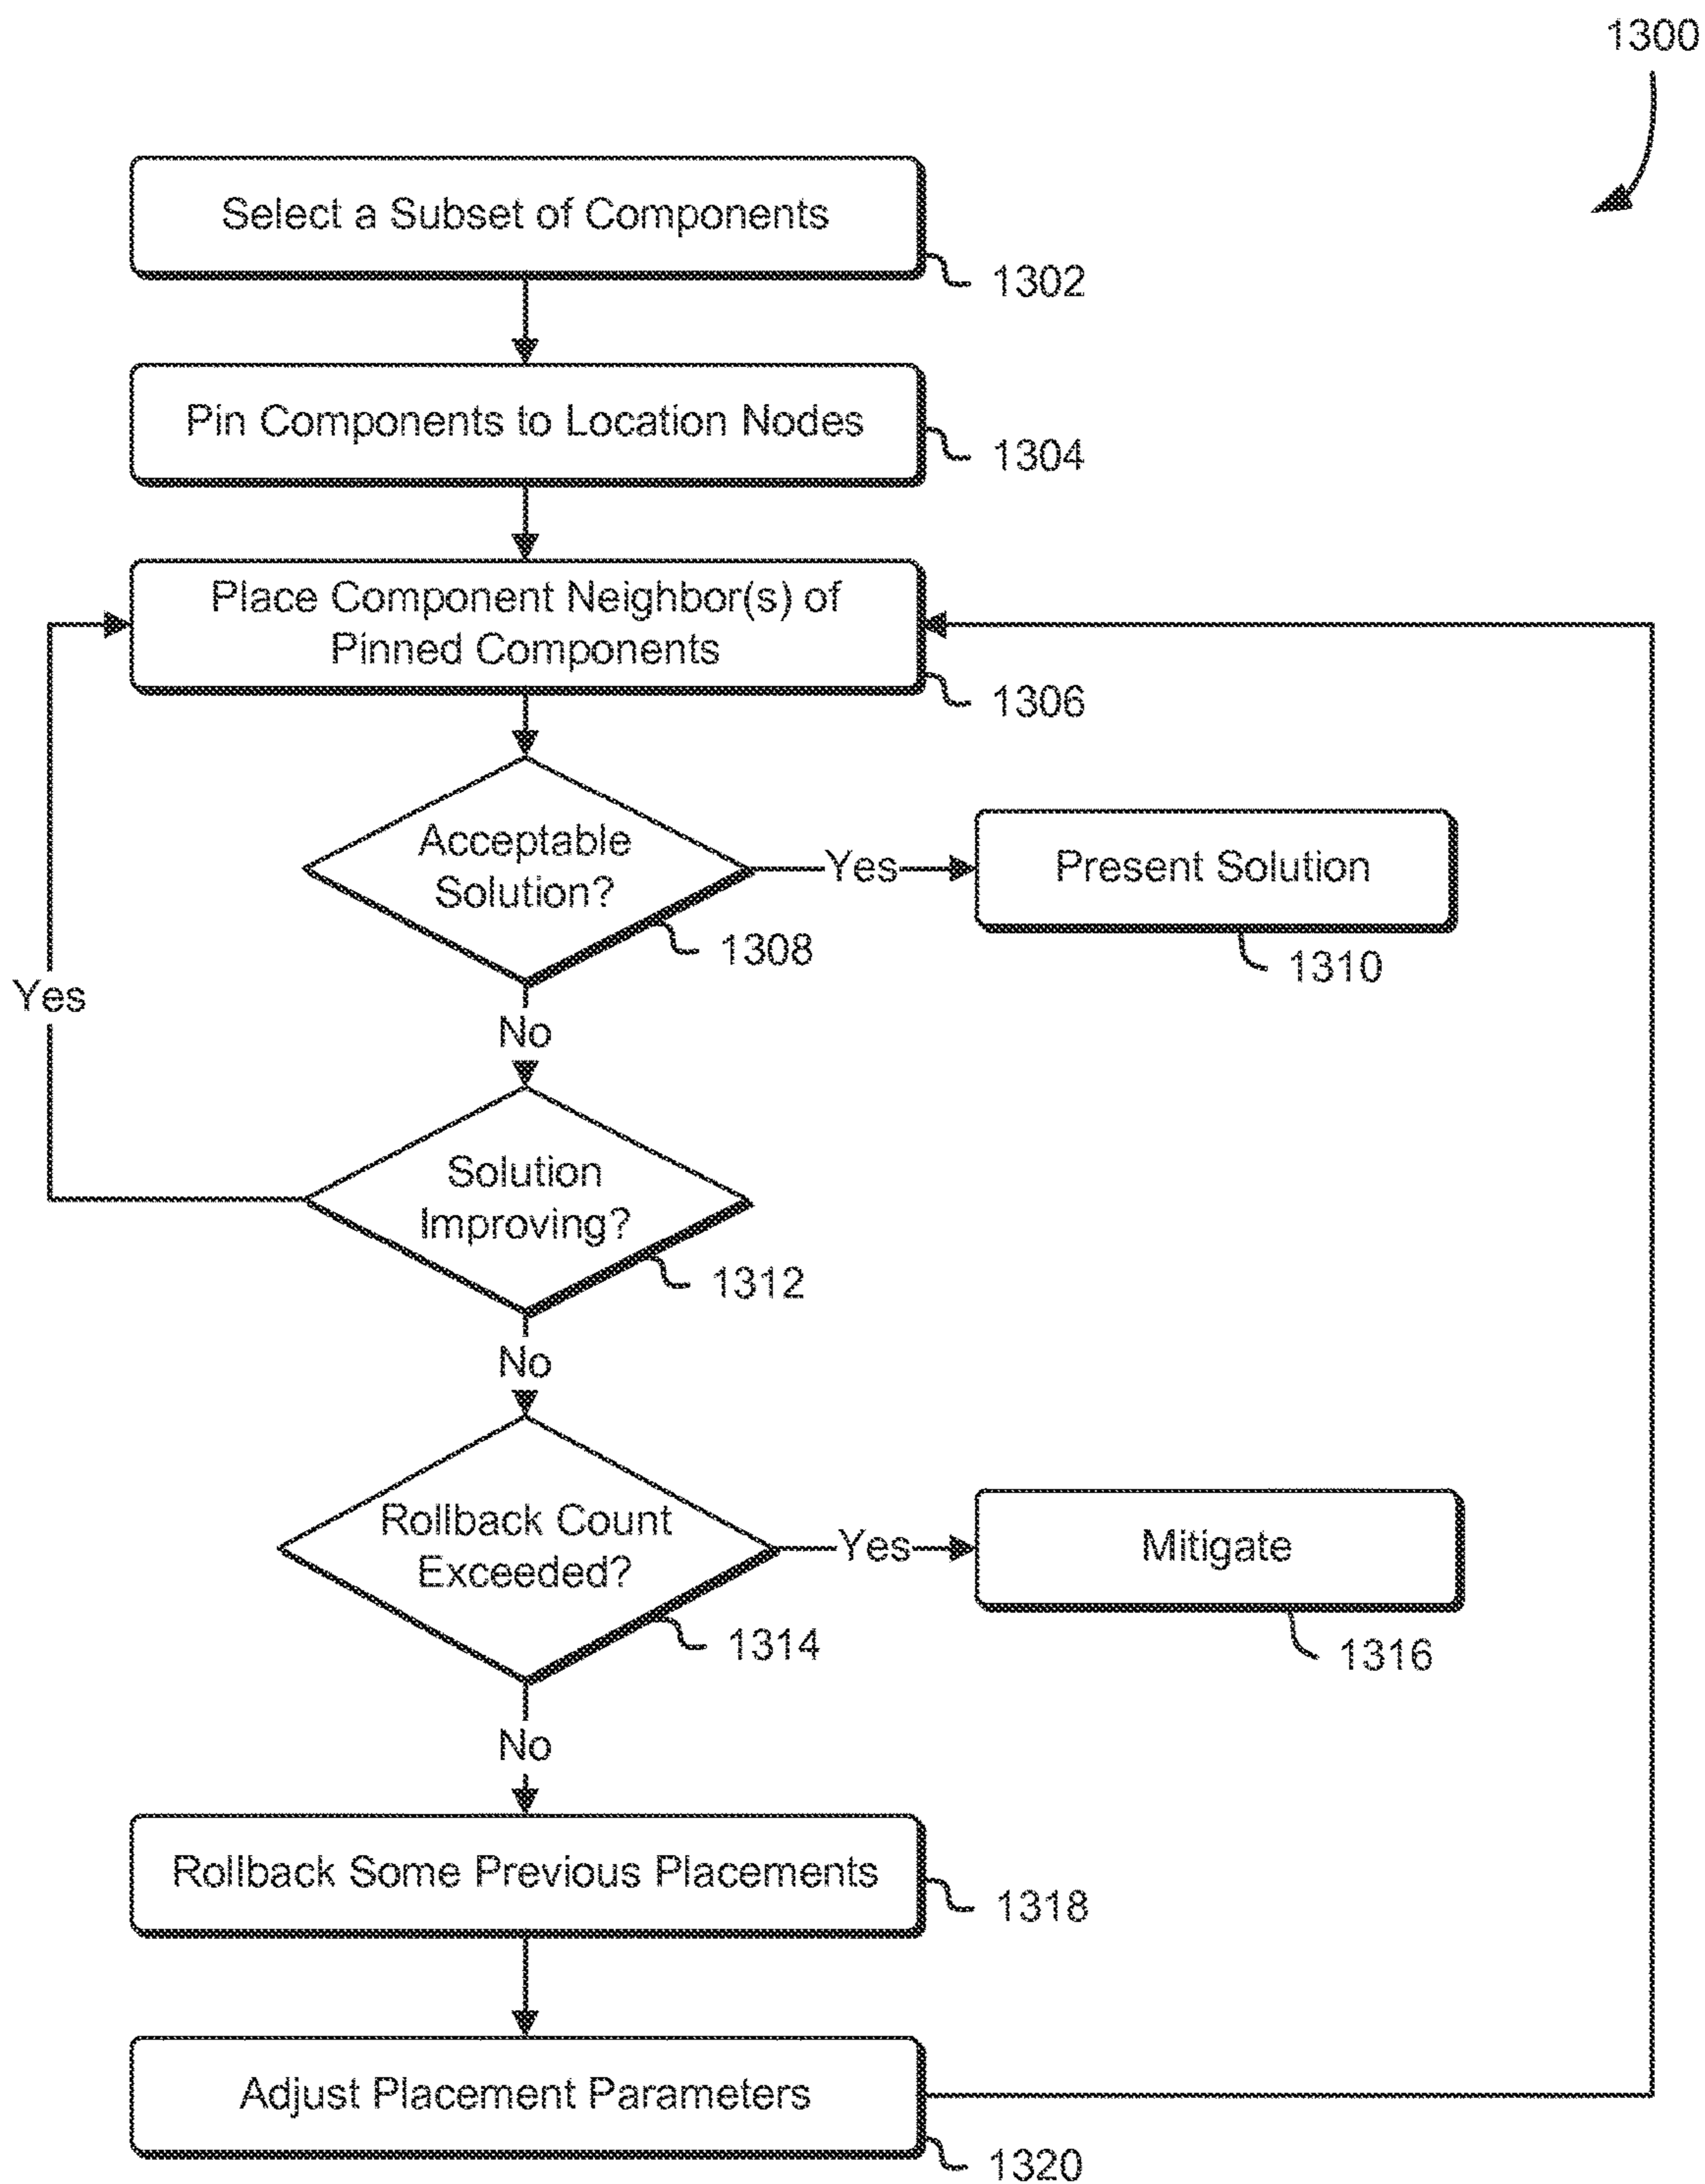 1300
Select a Subset of Components
1302
Pin Components to Location Nodes
1304
Place Component Neighbor(s) of
Pinned Components
1306
Acceptable
Solution?
1308
Yes
Present Solution
1310
No
Yes
Solution
Improving?
1312
No
Rollback Count
Exceeded?
1314
Yes
Mitigate
1316
No
Rollback Some Previous Placements
1318
Adjust Placement Parameters
1320